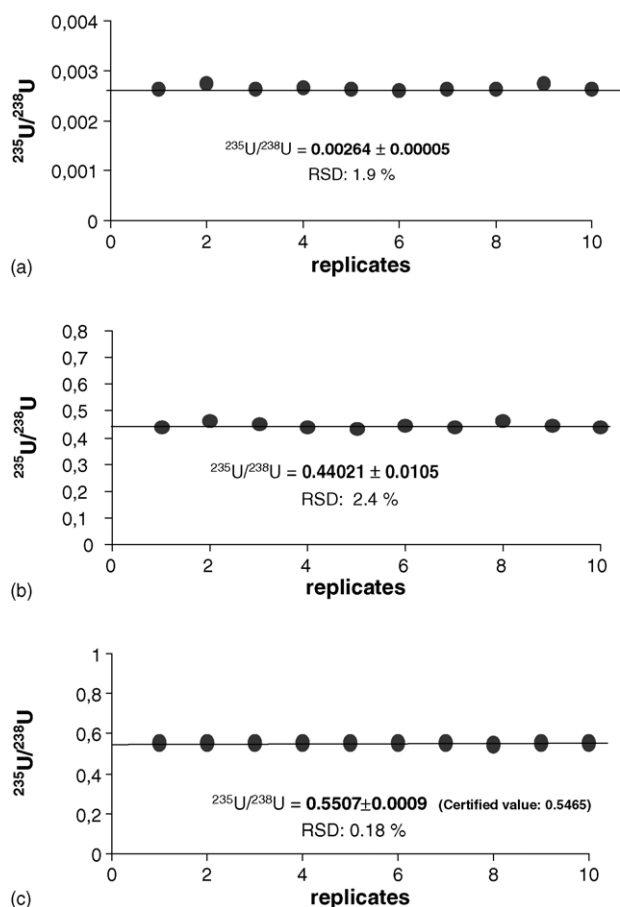 0,004
0,003
0,002
0,001
0
²³⁵U/²³⁸U
²³⁵U/²³⁸U = 0.00264 ± 0.00005
RSD: 1.9 %
0 2 4 6 8 10
replicates
(a)
0,8
0,7
0,6
0,5
0,4
0,3
0,2
0,1
0
²³⁵U/²³⁸U
²³⁵U/²³⁸U = 0.44021 ± 0.0105
RSD: 2.4 %
0 2 4 6 8 10
replicates
(b)
1
0,8
0,6
0,4
0,2
0
²³⁵U/²³⁸U
²³⁵U/²³⁸U = 0.5507±0.0009 (Certified value: 0.5465)
RSD: 0.18 %
0 2 4 6 8 10
replicates
(c)